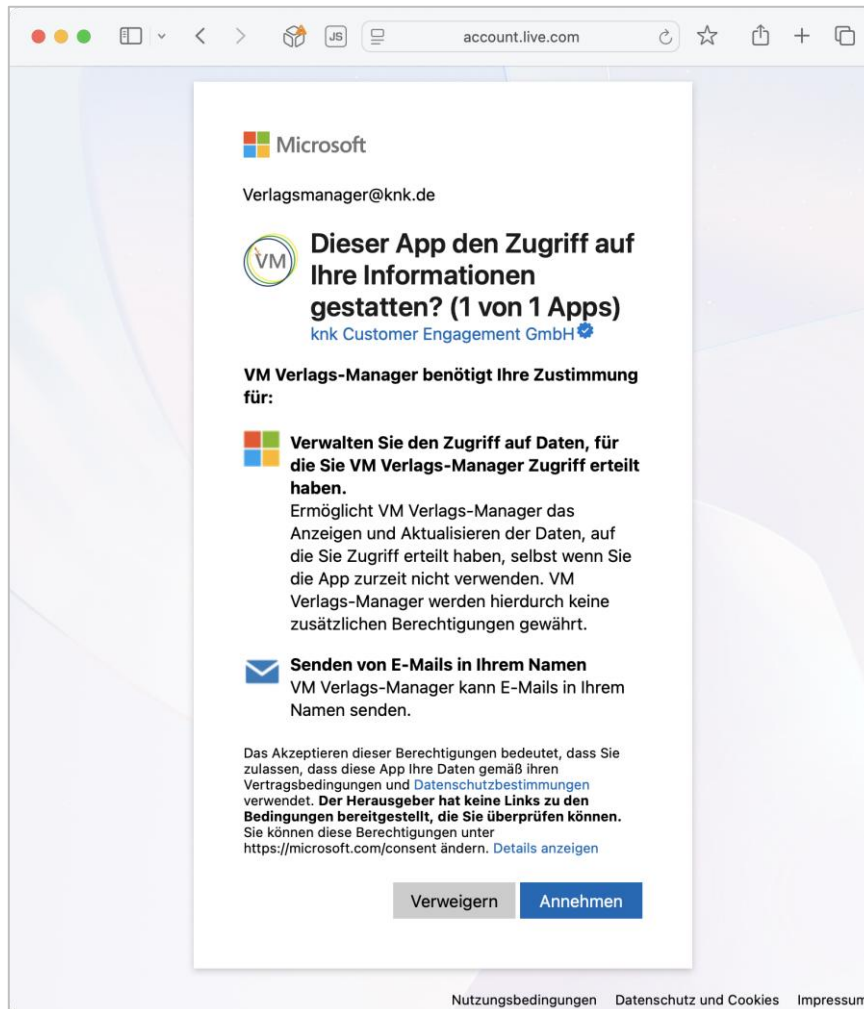 JS
account.live.com
Microsoft
Verlagsmanager@knk.de
VM
Dieser App den Zugriff auf
Ihre Informationen
gestatten? (1 von 1 Apps)
knk Customer Engagement GmbH
VM Verlags-Manager benötigt Ihre Zustimmung
für:
Verwalten Sie den Zugriff auf Daten, für
die Sie VM Verlags-Manager Zugriff erteilt
haben.
Ermöglicht VM Verlags-Manager das
Anzeigen und Aktualisieren der Daten, auf
die Sie Zugriff erteilt haben, selbst wenn Sie
die App zurzeit nicht verwenden. VM
Verlags-Manager werden hierdurch keine
zusätzlichen Berechtigungen gewährt.
Senden von E-Mails in Ihrem Namen
VM Verlags-Manager kann E-Mails in Ihrem
Namen senden.
Das Akzeptieren dieser Berechtigungen bedeutet, dass Sie
zulassen, dass diese App Ihre Daten gemäß ihren
Vertragsbedingungen und Datenschutzbestimmungen
verwendet. Der Herausgeber hat keine Links zu den
Bedingungen bereitgestellt, die Sie überprüfen können.
Sie können diese Berechtigungen unter
https://microsoft.com/consent ändern. Details anzeigen
Verweigern Annehmen
Nutzungsbedingungen Datenschutz und Cookies Impressum